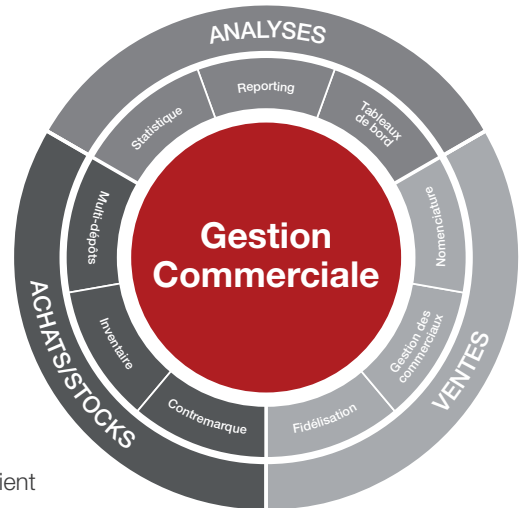 ANALYSES
Statistique
Reporting
Tableaux
de bord
Multi-dépôts
Inventaire
Contremarque
ACHATS/STOCKS
Gestion
Commerciale
Nomenclature
Gestion des
commerciaux
Fidélisation
VENTES
ient